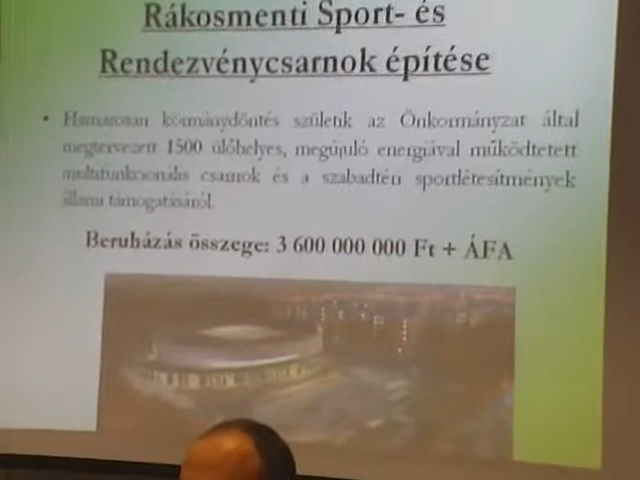 Rákosmenti Sport- és
Rendezvénycsarnok építése
• Hamarosan kormánydöntés születik az Önkormányzat által
megtervezett 1500 ülőhelyes, megújuló energiával működtetett
multifunkcionális csarnok és a szabadtéri sportlétesítmények
állami támogatásáról.
Beruházás összege: 3 600 000 000 Ft + ÁFA